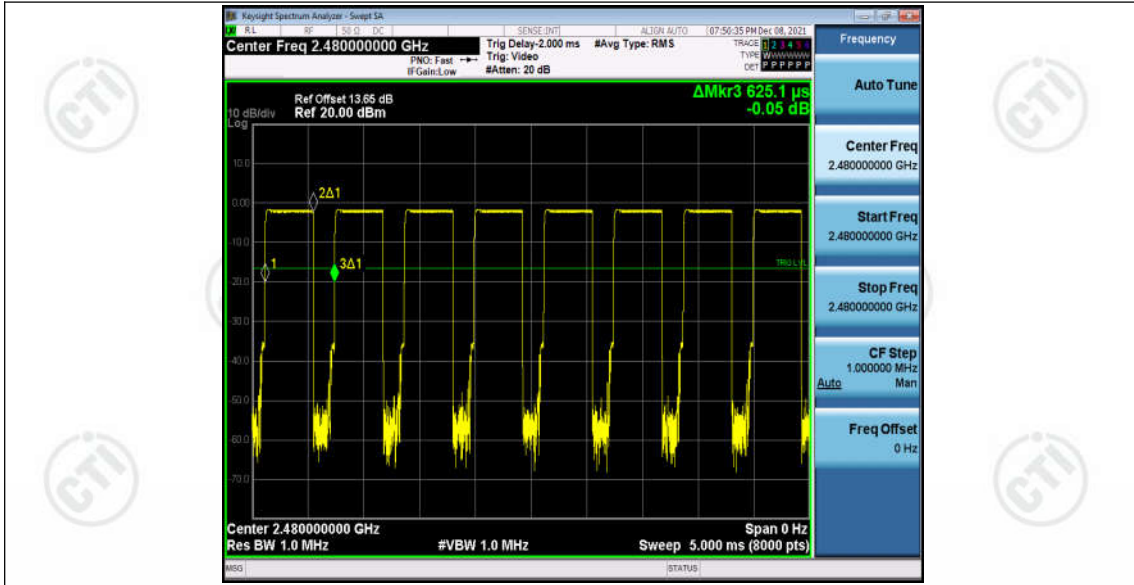 Keysight Spectrum Analyzer - Swept SA
RL RF 50 Ω DC SENSE:INT ALIGN AUTO 07:50:35 PM Dec 08, 2021
Center Freq 2.480000000 GHz
PNO: Fast
IFGain:Low
Trig Delay-2.000 ms
Trig: Video
#Atten: 20 dB
#Avg Type: RMS
TRACE 1 2 3 4 5 6
TYPE WWWWWW
DET P P P P P P
Frequency
Auto Tune
Center Freq
2.480000000 GHz
Start Freq
2.480000000 GHz
Stop Freq
2.480000000 GHz
CF Step
1.000000 MHz
Auto Man
Freq Offset
0 Hz
ΔMkr3 625.1 µs
-0.05 dB
Ref Offset 13.65 dB
10 dB/div Ref 20.00 dBm
Log
10.0
0.00
-10.0
-20.0
-30.0
-40.0
-50.0
-60.0
-70.0
2Δ1
1
3Δ1
TRIG LVL
Center 2.480000000 GHz Span 0 Hz
Res BW 1.0 MHz #VBW 1.0 MHz Sweep 5.000 ms (8000 pts)
MSG STATUS
CTI
CTI
CTI
CTI